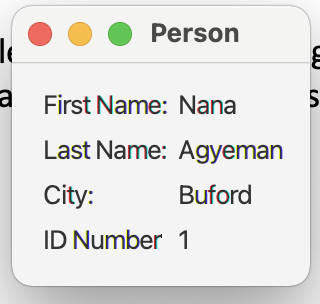 Person
First Name: Nana
Last Name: Agyeman
City: Buford
ID Number 1